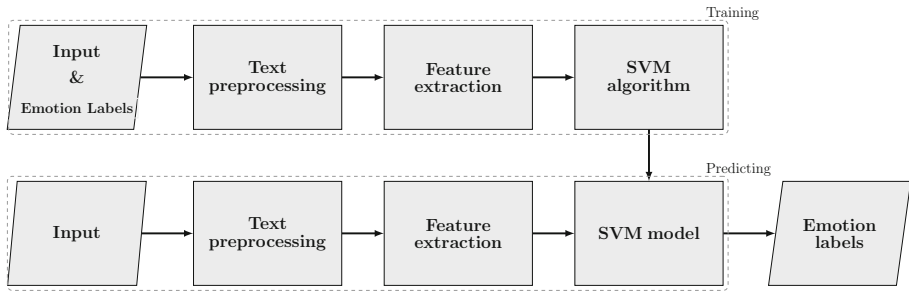 Training
Input
&
Emotion Labels
Text
preprocessing
Feature
extraction
SVM
algorithm
Predicting
Input
Text
preprocessing
Feature
extraction
SVM model
Emotion
labels